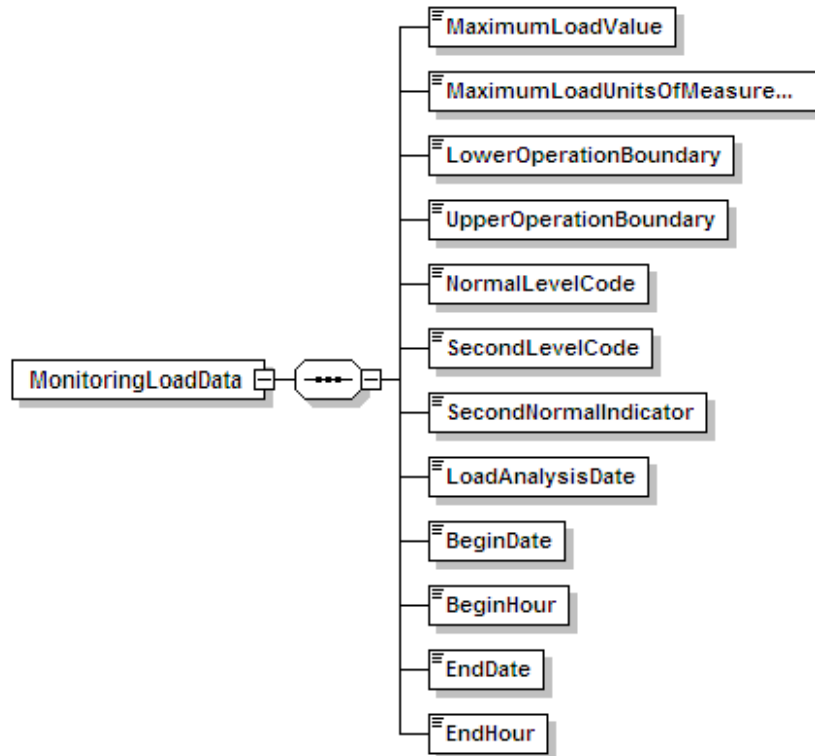 MaximumLoadValue
MaximumLoadUnitsOfMeasure...
LowerOperationBoundary
UpperOperationBoundary
NormalLevelCode
SecondLevelCode
MonitoringLoadData
SecondNormalIndicator
LoadAnalysisDate
BeginDate
BeginHour
EndDate
EndHour